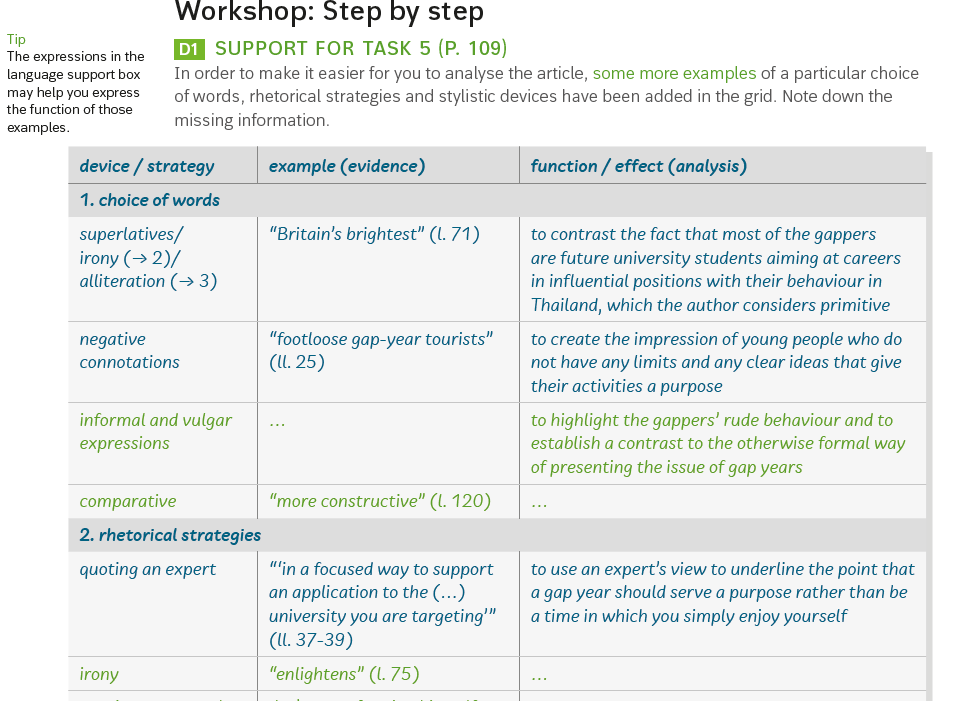 Workshop: Step by step
Tip
The expressions in the
language support box
may help you express
the function of those
examples.
D1 SUPPORT FOR TASK 5 (P. 109)
In order to make it easier for you to analyse the article, some more examples of a particular choice
of words, rhetorical strategies and stylistic devices have been added in the grid. Note down the
missing information.
device / strategy
example (evidence)
function / effect (analysis)
1. choice of words
superlatives/
irony (→ 2)/
alliteration (→ 3)
“Britain’s brightest” (l. 71)
to contrast the fact that most of the gappers
are future university students aiming at careers
in influential positions with their behaviour in
Thailand, which the author considers primitive
negative
connotations
“footloose gap-year tourists”
(ll. 25)
to create the impression of young people who do
not have any limits and any clear ideas that give
their activities a purpose
informal and vulgar
expressions
…
to highlight the gappers’ rude behaviour and to
establish a contrast to the otherwise formal way
of presenting the issue of gap years
comparative
“more constructive” (l. 120)
…
2. rhetorical strategies
quoting an expert
“‘in a focused way to support
an application to the (…)
university you are targeting’”
(ll. 37-39)
to use an expert’s view to underline the point that
a gap year should serve a purpose rather than be
a time in which you simply enjoy yourself
irony
“enlightens” (l. 75)
…